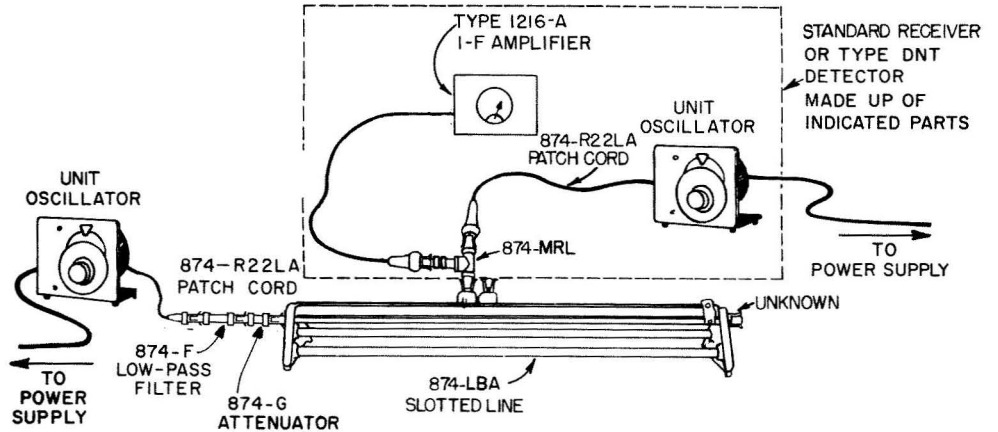 TYPE 1216-A
I-F AMPLIFIER
STANDARD RECEIVER
OR TYPE DNT
DETECTOR
MADE UP OF
INDICATED PARTS
UNIT
OSCILLATOR
874-R22LA
PATCH CORD
UNIT
OSCILLATOR
874-MRL
TO
POWER SUPPLY
874-R22LA
PATCH CORD
UNKNOWN
874-F
LOW-PASS
FILTER
TO
POWER
SUPPLY
874-G
ATTENUATOR
874-LBA
SLOTTED LINE